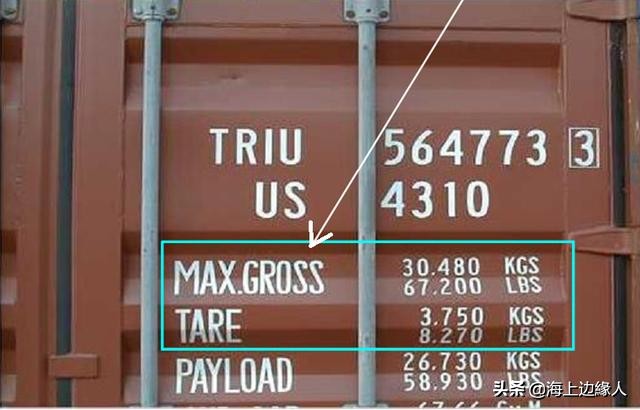 TRIU 564773 3
US 4310
MAX.GROSS 30.480 KGS
67.200 LBS
TARE 3.750 KGS
8.270 LBS
PAYLOAD 26.730 KGS
58.930 LBS
头条 @海上边缘人